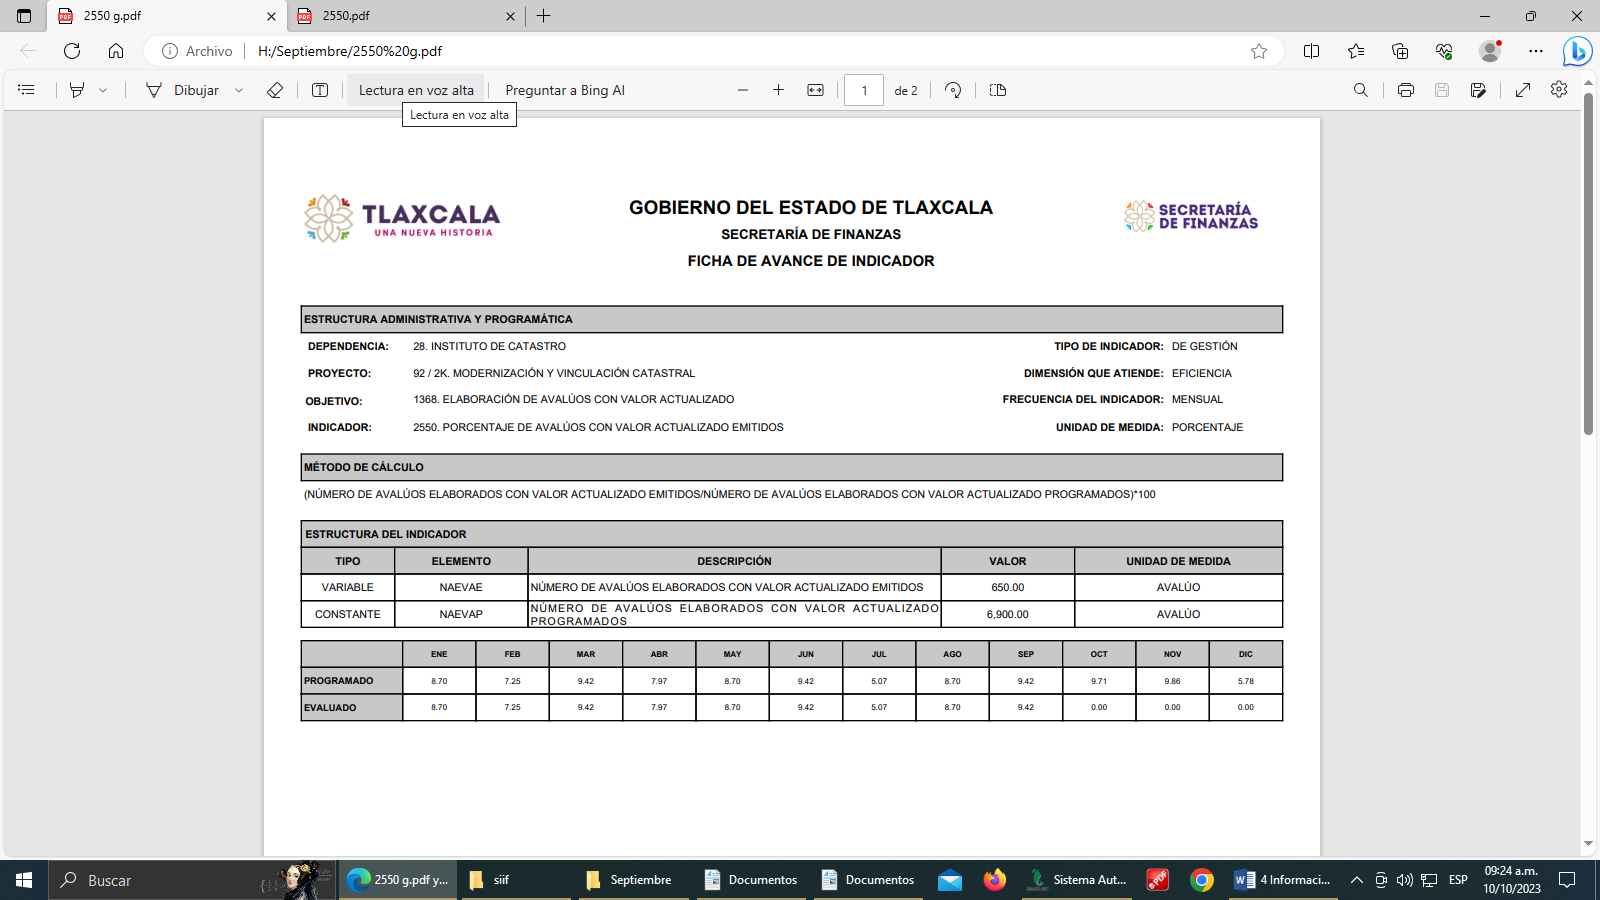 2550 g.pdf
2550.pdf
Archivo
H:/Septiembre/2550%20g.pdf
Dibujar
Lectura en voz alta
Preguntar a Bing AI
1
de 2
Lectura en voz alta
TLAXCALA
UNA NUEVA HISTORIA
GOBIERNO DEL ESTADO DE TLAXCALA
SECRETARÍA DE FINANZAS
FICHA DE AVANCE DE INDICADOR
SECRETARÍA
DE FINANZAS
ESTRUCTURA ADMINISTRATIVA Y PROGRAMÁTICA
DEPENDENCIA: 28. INSTITUTO DE CATASTRO TIPO DE INDICADOR: DE GESTIÓN
PROYECTO: 92 / 2K. MODERNIZACIÓN Y VINCULACIÓN CATASTRAL DIMENSIÓN QUE ATIENDE: EFICIENCIA
OBJETIVO: 1368. ELABORACIÓN DE AVALÚOS CON VALOR ACTUALIZADO FRECUENCIA DEL INDICADOR: MENSUAL
INDICADOR: 2550. PORCENTAJE DE AVALÚOS CON VALOR ACTUALIZADO EMITIDOS UNIDAD DE MEDIDA: PORCENTAJE
MÉTODO DE CÁLCULO
(NÚMERO DE AVALÚOS ELABORADOS CON VALOR ACTUALIZADO EMITIDOS/NÚMERO DE AVALÚOS ELABORADOS CON VALOR ACTUALIZADO PROGRAMADOS)*100
ESTRUCTURA DEL INDICADOR
TIPO ELEMENTO DESCRIPCIÓN VALOR UNIDAD DE MEDIDA
VARIABLE NAEVAE NÚMERO DE AVALÚOS ELABORADOS CON VALOR ACTUALIZADO EMITIDOS 650.00 AVALÚO
CONSTANTE NAEVAP NÚMERO DE AVALÚOS ELABORADOS CON VALOR ACTUALIZADO
PROGRAMADOS 6,900.00 AVALÚO
ENE FEB MAR ABR MAY JUN JUL AGO SEP OCT NOV DIC
PROGRAMADO 8.70 7.25 9.42 7.97 8.70 9.42 5.07 8.70 9.42 9.71 9.86 5.78
EVALUADO 8.70 7.25 9.42 7.97 8.70 9.42 5.07 8.70 9.42 0.00 0.00 0.00
Buscar
2550 g.pdf y...
siif
Septiembre
Documentos
Documentos
Sistema Aut...
4 Informaci...
ESP
09:24 a.m.
10/10/2023